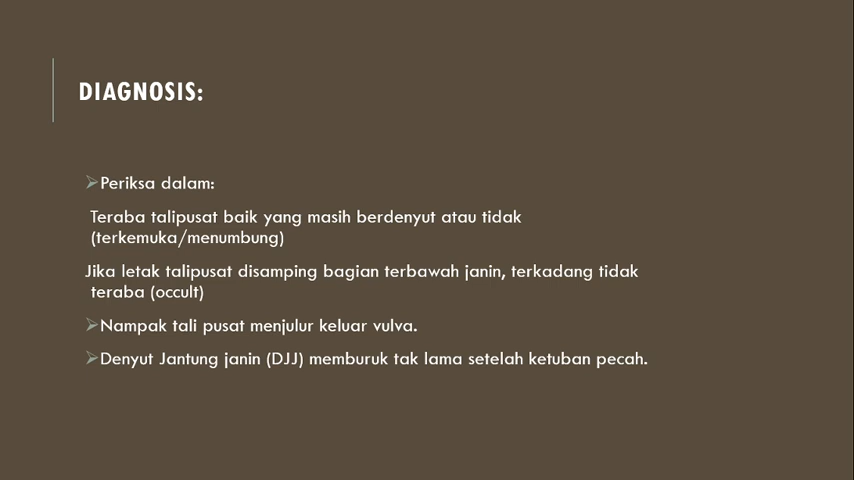 DIAGNOSIS:
➢Periksa dalam:
Teraba talipusat baik yang masih berdenyut atau tidak
(terkemuka/menumbung)
Jika letak talipusat disamping bagian terbawah janin, terkadang tidak
teraba (occult)
➢Nampak tali pusat menjulur keluar vulva.
➢Denyut Jantung janin (DJJ) memburuk tak lama setelah ketuban pecah.